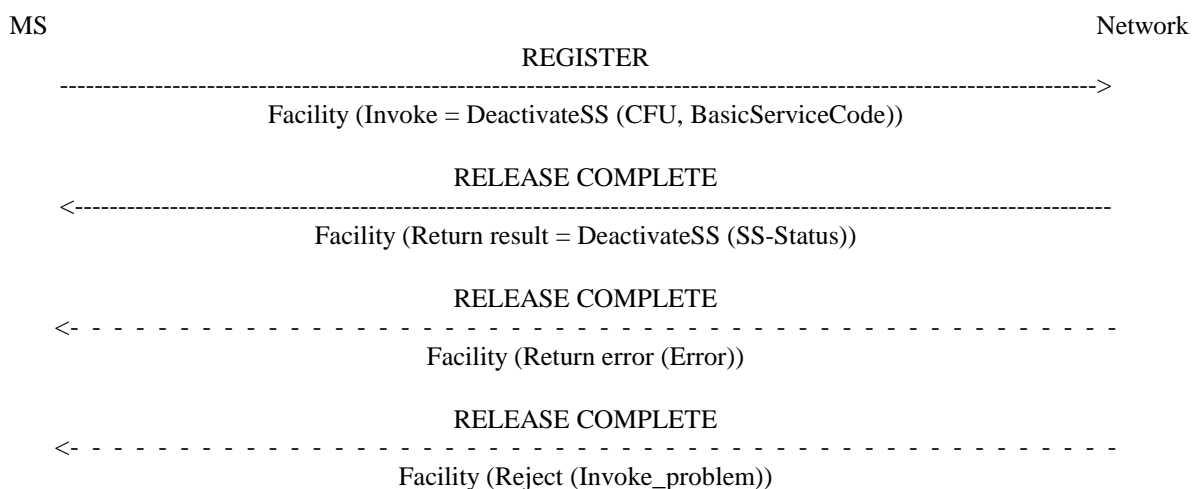 MS Network
REGISTER
Facility (Invoke = DeactivateSS (CFU, BasicServiceCode))
RELEASE COMPLETE
Facility (Return result = DeactivateSS (SS-Status))
RELEASE COMPLETE
Facility (Return error (Error))
RELEASE COMPLETE
Facility (Reject (Invoke_problem))